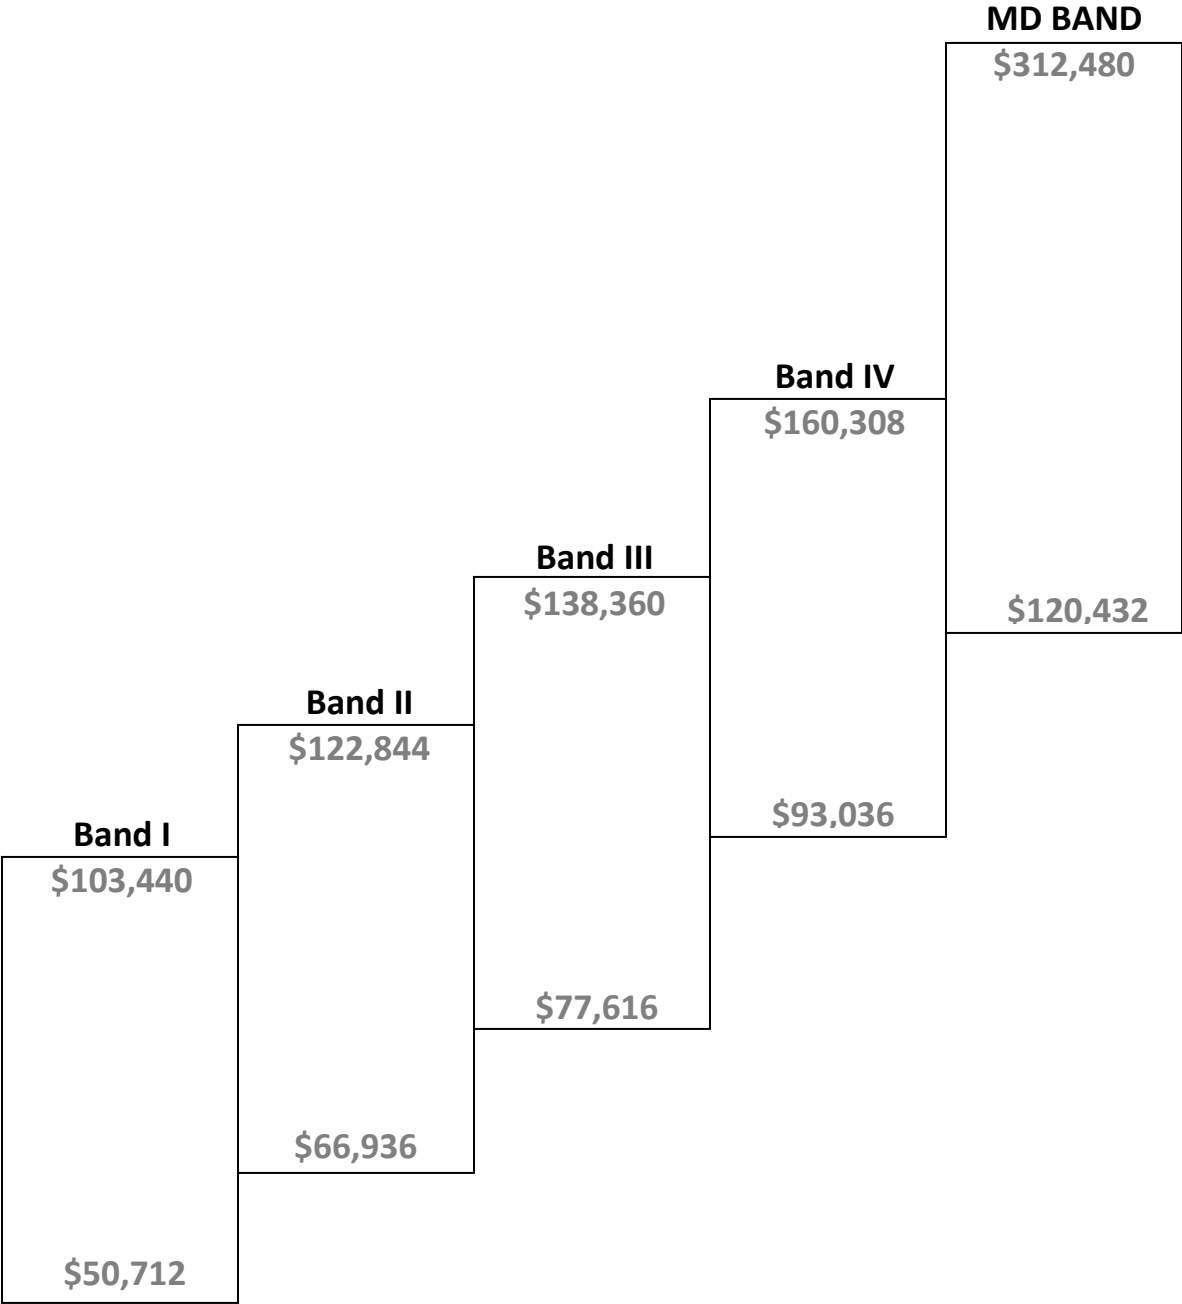 MD BAND
$312,480
Band IV
$160,308
Band III
$138,360
$120,432
Band II
$122,844
$93,036
Band I
$103,440
$77,616
$66,936
$50,712